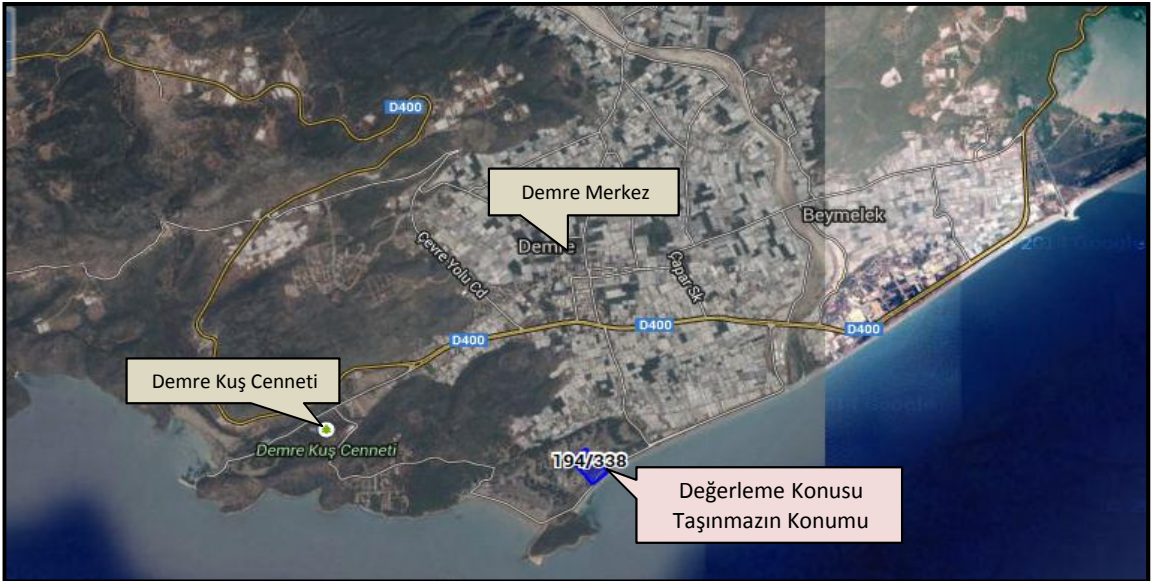 D400
Demre Merkez
Beymelek
Demre
Çevre Yolu Cd
Çapar Sk
D400
D400
D400
Demre Kuş Cenneti
Demre Kuş Cenneti
194/338
Değerleme Konusu
Taşınmazın Konumu